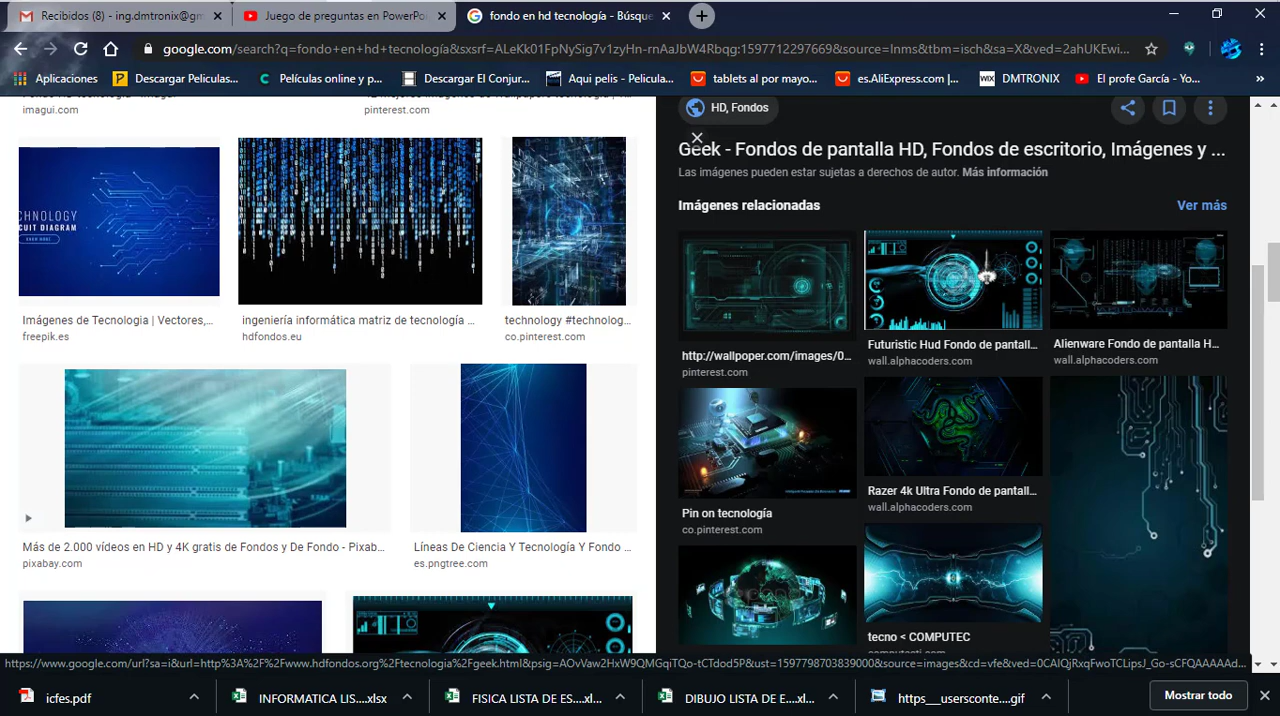 Recibidos (8) - ing.dmtronix@gm
Juego de preguntas en PowerPo
fondo en hd tecnología - Búsque
google.com/search?q=fondo+en+hd+tecnología&sxsrf=ALeKk01FpNySig7v1zyHn-rnAaJbW4Rbqg:1597712297669&source=lnms&tbm=isch&sa=X&ved=2ahUKEwi...
Aplicaciones
Descargar Peliculas...
Películas online y p...
Descargar El Conjur...
Aqui pelis - Pelicula...
tablets al por mayo...
es.AliExpress.com |...
WIX DMTRONIX
El profe García - Yo...
imagui.com
pinterest.com
CHNOLOGY
CUIT DIAGRAM
Imágenes de Tecnologia | Vectores,...
freepik.es
ingeniería informática matriz de tecnología ...
hdfondos.eu
technology #technolog...
co.pinterest.com
Más de 2.000 vídeos en HD y 4K gratis de Fondos y De Fondo - Pixab...
pixabay.com
Líneas De Ciencia Y Tecnología Y Fondo ...
es.pngtree.com
HD, Fondos
Geek - Fondos de pantalla HD, Fondos de escritorio, Imágenes y ...
Las imágenes pueden estar sujetas a derechos de autor. Más información
Imágenes relacionadas
Ver más
http://wallpoper.com/images/0...
pinterest.com
Futuristic Hud Fondo de pantall...
wall.alphacoders.com
Alienware Fondo de pantalla H...
wall.alphacoders.com
Pin on tecnología
co.pinterest.com
Razer 4k Ultra Fondo de pantall...
wall.alphacoders.com
tecno < COMPUTEC
https://www.google.com/url?sa=i&url=http%3A%2F%2Fwww.hdfondos.org%2Ftecnologia%2Fgeek.html&psig=AOvVaw2HxW9QMGqiTQo-tCTdod5P&ust=1597798703839000&source=images&cd=vfe&ved=0CAIQjRxqFwoTCLipsJ_Go-sCFQAAAAAd...
icfes.pdf
INFORMATICA LIS....xlsx
FISICA LISTA DE ES....xl...
DIBUJO LISTA DE E....xl...
https___usersconte....gif
Mostrar todo